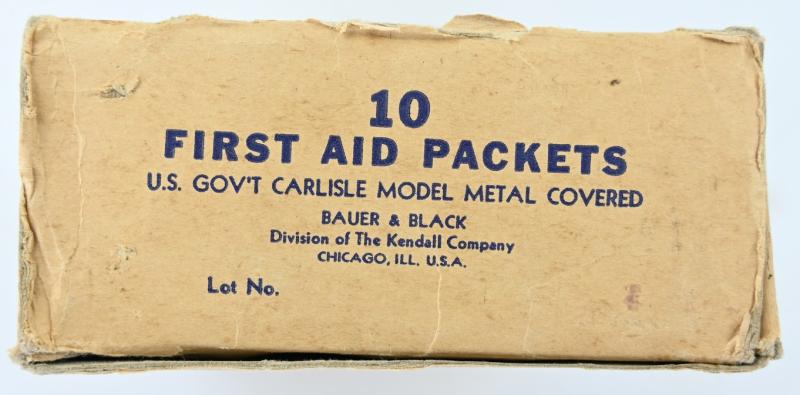 10
FIRST AID PACKETS
U.S. GOV'T CARLISLE MODEL METAL COVERED
BAUER & BLACK
Division of The Kendall Company
CHICAGO, ILL. U.S.A.
Lot No.